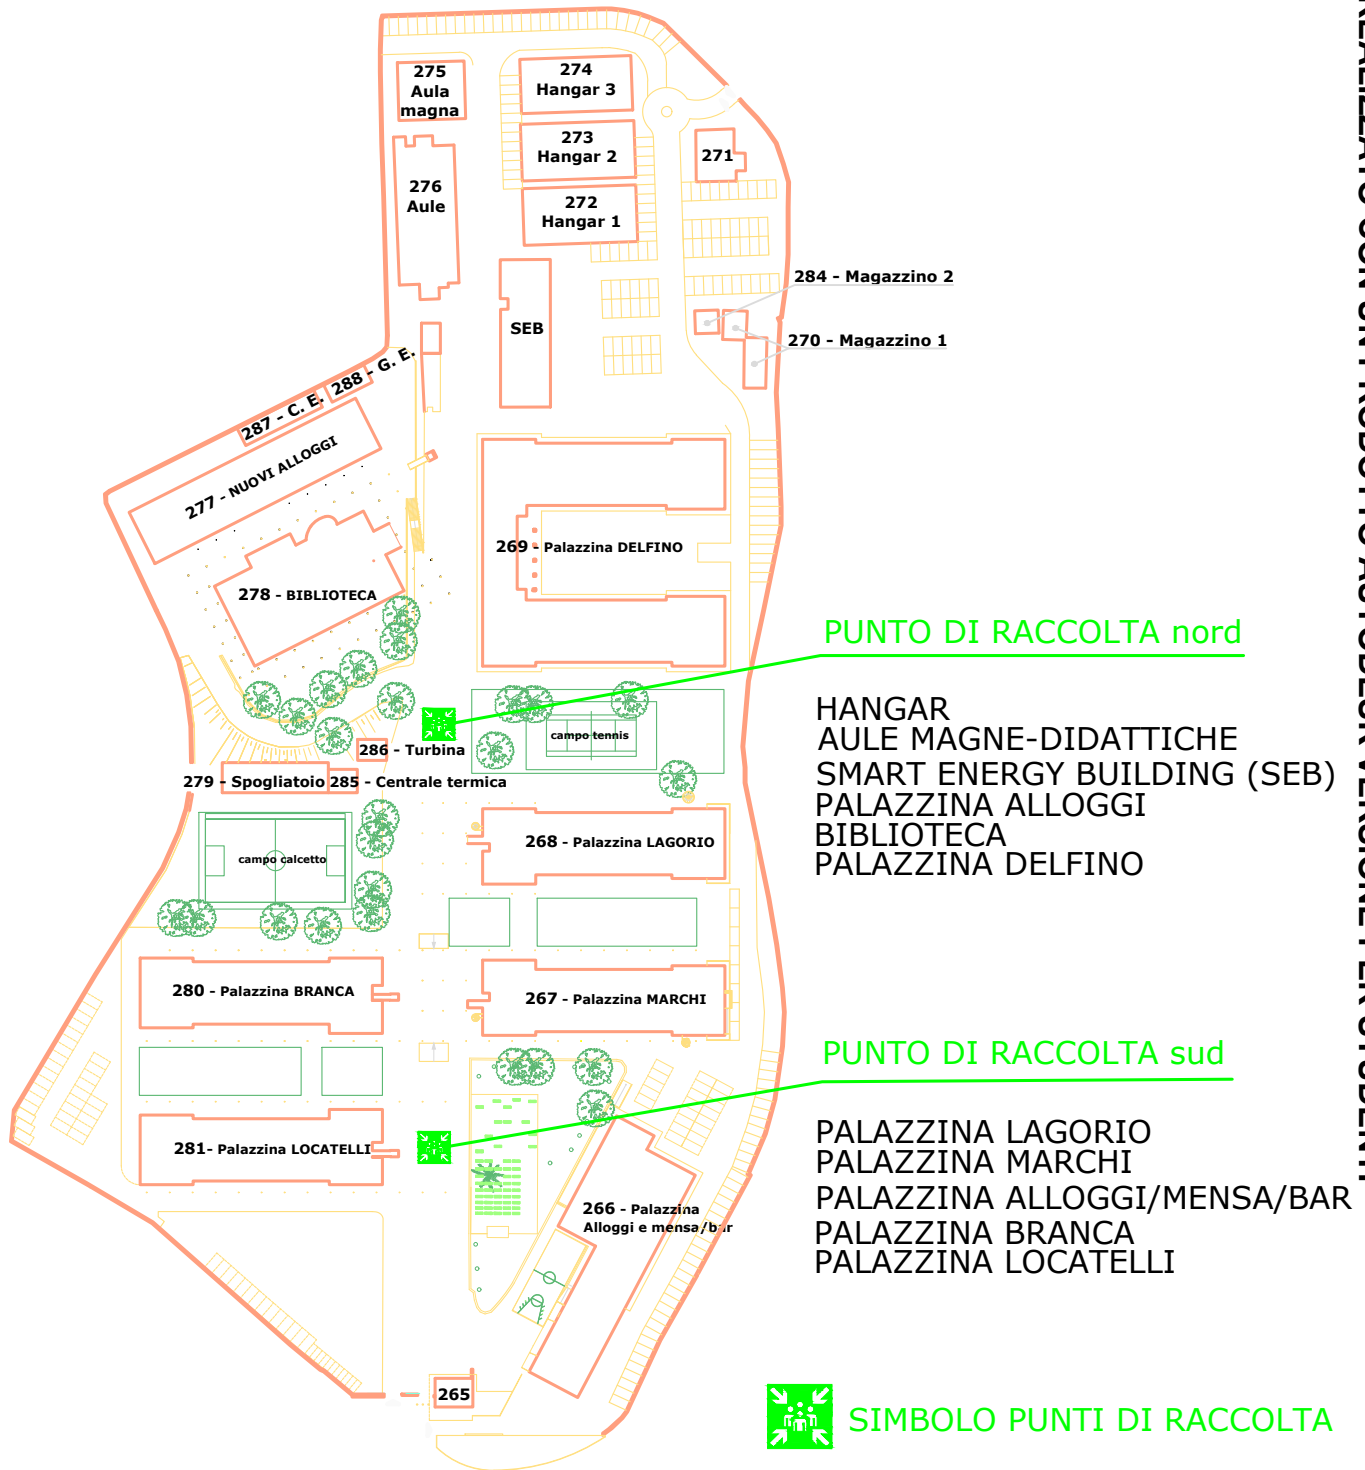 275
Aula
magna
274
Hangar 3
273
Hangar 2
271
276
Aule
272
Hangar 1
284 - Magazzino 2
SEB
270 - Magazzino 1
288 - G. E.
287 - C. E.
277 - NUOVI ALLOGGI
269 - Palazzina DELFINO
278 - BIBLIOTECA
PUNTO DI RACCOLTA nord
HANGAR
AULE MAGNE-DIDATTICHE
SMART ENERGY BUILDING (SEB)
PALAZZINA ALLOGGI
BIBLIOTECA
PALAZZINA DELFINO
campo tennis
286 - Turbina
279 - Spogliatoio
285 - Centrale termica
268 - Palazzina LAGORIO
campo calcetto
280 - Palazzina BRANCA
267 - Palazzina MARCHI
PUNTO DI RACCOLTA sud
PALAZZINA LAGORIO
PALAZZINA MARCHI
PALAZZINA ALLOGGI/MENSA/BAR
PALAZZINA BRANCA
PALAZZINA LOCATELLI
281- Palazzina LOCATELLI
266 - Palazzina
Alloggi e mensa/bar
265
SIMBOLO PUNTI DI RACCOLTA